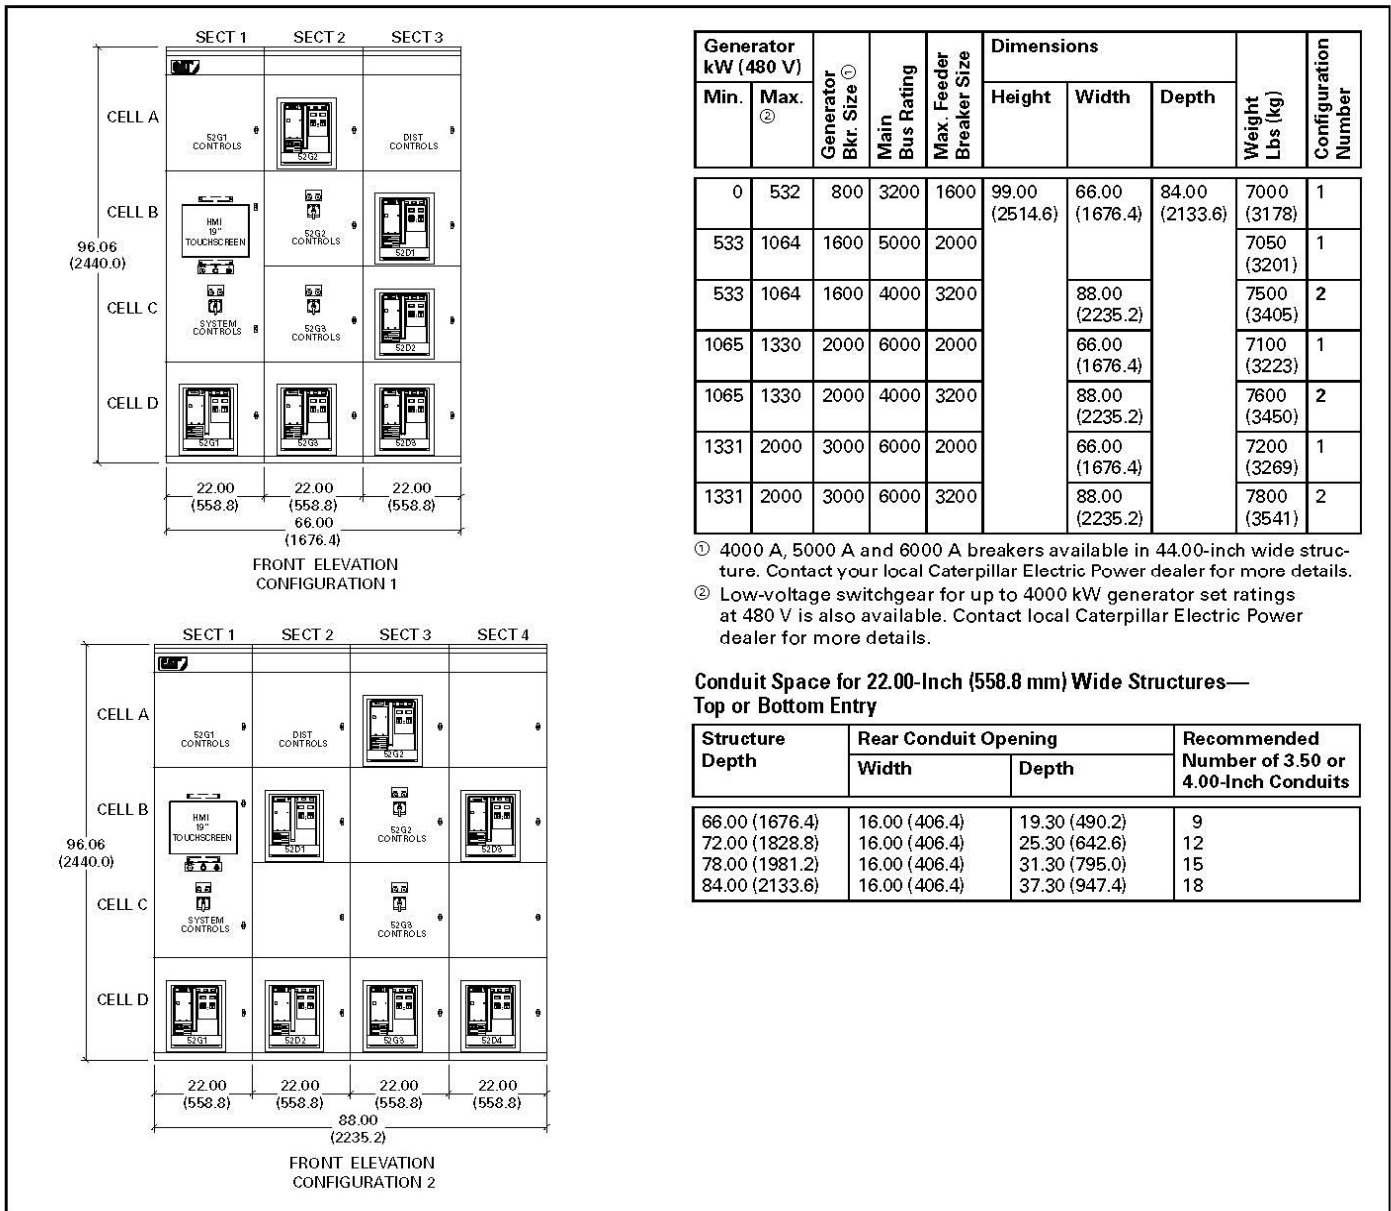 SECT 1 SECT 2 SECT 3
CAT
CELL A
52G1
CONTROLS
52G2
DIST
CONTROLS
CELL B
HMI
19"
TOUCHSCREEN
52G2
CONTROLS
52D1
96.06
(2440.0)
CELL C
SYSTEM
CONTROLS
52G3
CONTROLS
52D2
CELL D
52G1
52G3
52D3
22.00 22.00 22.00
(558.8) (558.8) (558.8)
66.00
(1676.4)
FRONT ELEVATION
CONFIGURATION 1
SECT 1 SECT 2 SECT 3 SECT 4
CAT
CELL A
52G1
CONTROLS
DIST
CONTROLS
52G2
CELL B
HMI
19"
TOUCHSCREEN
52D1
52G2
CONTROLS
52D3
96.06
(2440.0)
CELL C
SYSTEM
CONTROLS
52G3
CONTROLS
CELL D
52G1
52D2
52G3
52D4
22.00 22.00 22.00 22.00
(558.8) (558.8) (558.8) (558.8)
88.00
(2235.2)
FRONT ELEVATION
CONFIGURATION 2
Generator
kW (480 V)
Min. Max.
②
Generator
Bkr. Size ①
Main
Bus Rating
Max. Feeder
Breaker Size
Dimensions
Height Width Depth
Weight
Lbs (kg)
Configuration
Number
0 532 800 3200 1600 99.00 66.00 84.00 7000 1
(2514.6) (1676.4) (2133.6) (3178)
533 1064 1600 5000 2000 7050 1
(3201)
533 1064 1600 4000 3200 88.00 7500 2
(2235.2) (3405)
1065 1330 2000 6000 2000 66.00 7100 1
(1676.4) (3223)
1065 1330 2000 4000 3200 88.00 7600 2
(2235.2) (3450)
1331 2000 3000 6000 2000 66.00 7200 1
(1676.4) (3269)
1331 2000 3000 6000 3200 88.00 7800 2
(2235.2) (3541)
① 4000 A, 5000 A and 6000 A breakers available in 44.00-inch wide struc-
ture. Contact your local Caterpillar Electric Power dealer for more details.
② Low-voltage switchgear for up to 4000 kW generator set ratings
at 480 V is also available. Contact local Caterpillar Electric Power
dealer for more details.
Conduit Space for 22.00-Inch (558.8 mm) Wide Structures—
Top or Bottom Entry
Structure
Depth
Rear Conduit Opening
Width Depth
Recommended
Number of 3.50 or
4.00-Inch Conduits
66.00 (1676.4) 16.00 (406.4) 19.30 (490.2) 9
72.00 (1828.8) 16.00 (406.4) 25.30 (642.6) 12
78.00 (1981.2) 16.00 (406.4) 31.30 (795.0) 15
84.00 (2133.6) 16.00 (406.4) 37.30 (947.4) 18